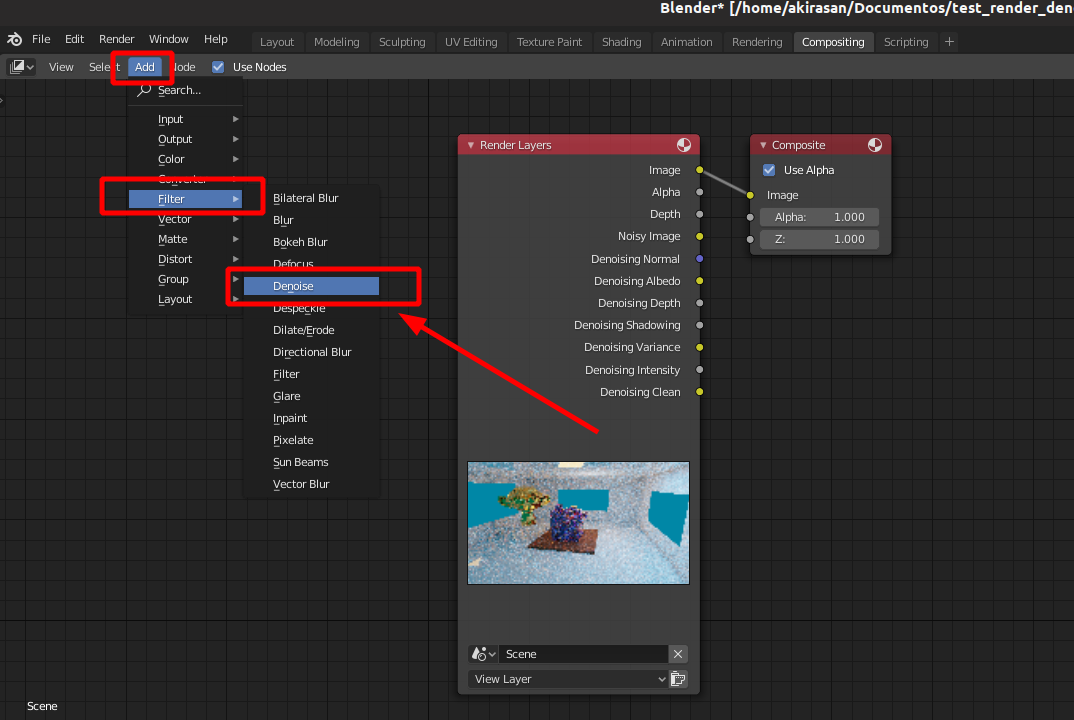 Blender* [/home/akirasan/Documentos/test_render_den
File Edit Render Window Help Layout Modeling Sculpting UV Editing Texture Paint Shading Animation Rendering Compositing Scripting +
View Select Add Node Use Nodes
Search...
Input
Output
Color
Converter
Filter
Vector
Matte
Distort
Group
Layout
Bilateral Blur
Blur
Bokeh Blur
Defocus
Denoise
Despeckle
Dilate/Erode
Directional Blur
Filter
Glare
Inpaint
Pixelate
Sun Beams
Vector Blur
Render Layers
Image
Alpha
Depth
Noisy Image
Denoising Normal
Denoising Albedo
Denoising Depth
Denoising Shadowing
Denoising Variance
Denoising Intensity
Denoising Clean
Scene
View Layer
Composite
Use Alpha
Image
Alpha: 1.000
Z: 1.000
Scene